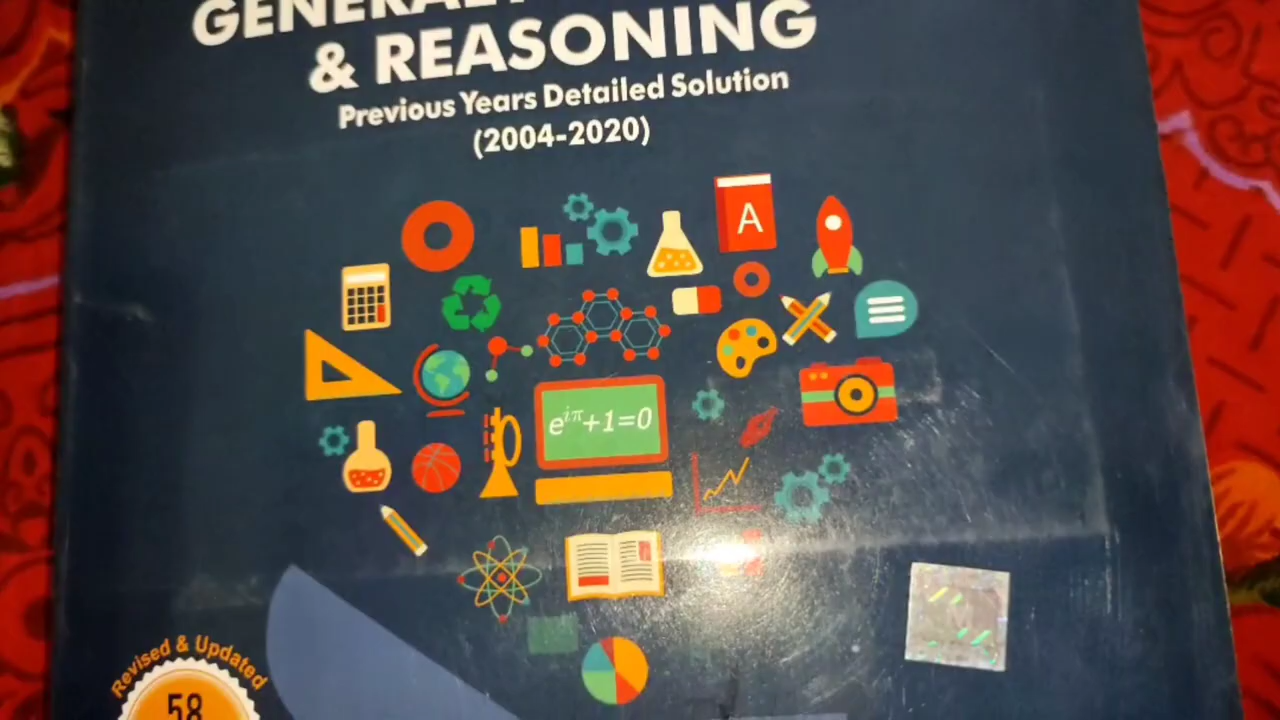 GENERAL
& REASONING
Previous Years Detailed Solution
(2004-2020)
A
e^{iπ}+1=0
Revised & Updated
58